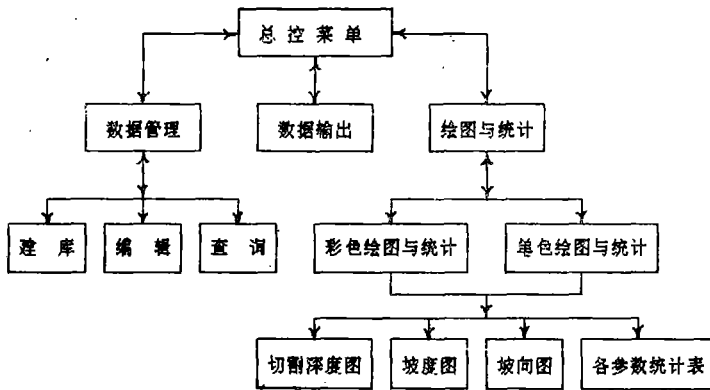 总控菜单
数据管理
数据输出
绘图与统计
建库
编辑
查询
彩色绘图与统计
单色绘图与统计
切割深度图
坡度图
坡向图
各参数统计表